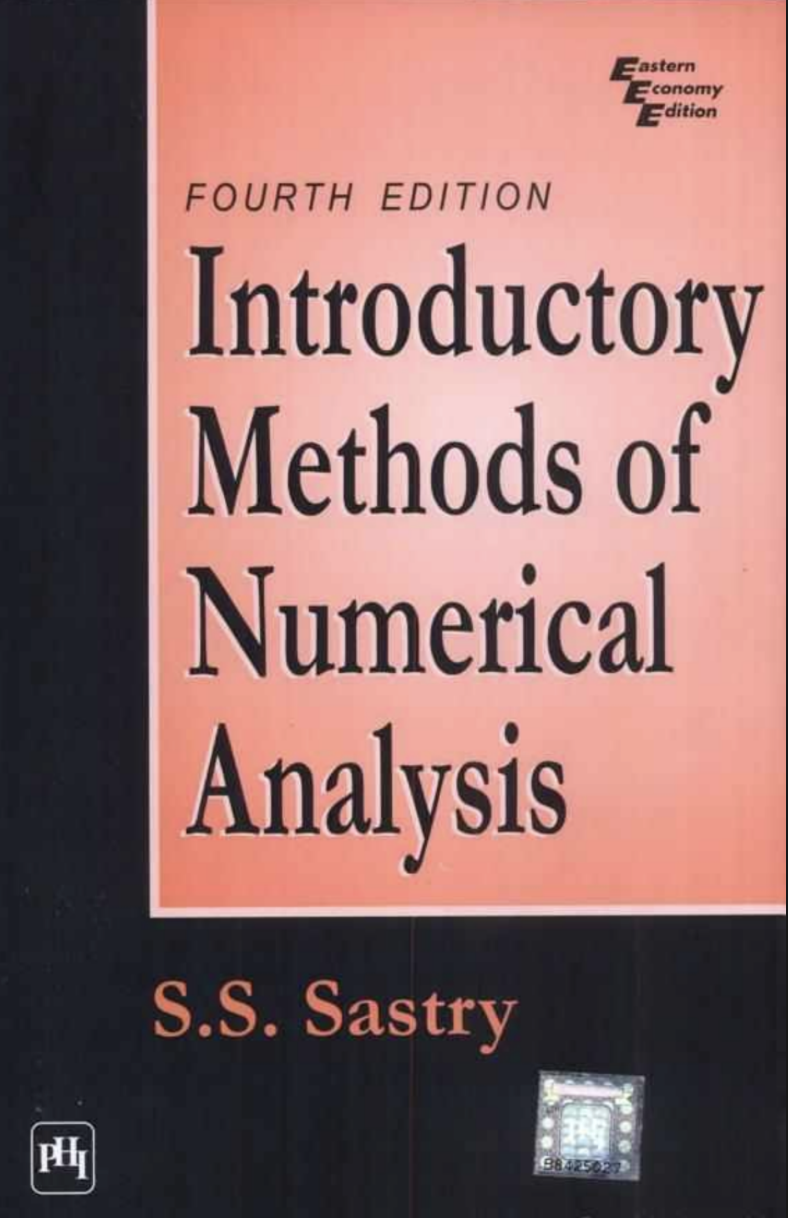 Eastern
Economy
Edition
FOURTH EDITION
Introductory
Methods of
Numerical
Analysis
S.S. Sastry
PHI